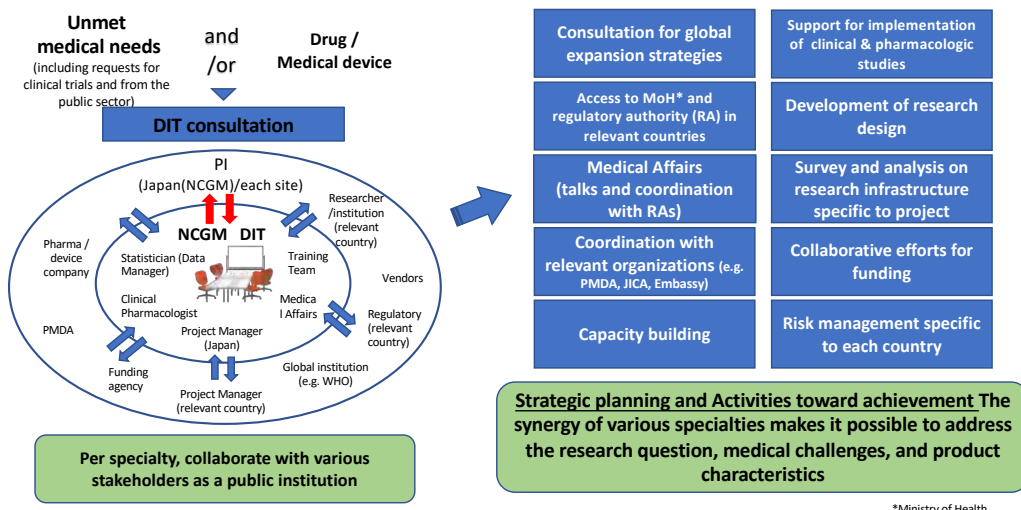 Unmet
medical needs
(including requests for
clinical trials and from the
public sector)
and
/or
Drug /
Medical device
DIT consultation
PI
(Japan(NCGM)/each site)
Researcher
/institution
(relevant
country)
NCGM DIT
Pharma /
device
company
Statistician (Data
Manager)
Training
Team
Vendors
Clinical
Pharmacologist
Medica
l Affairs
Regulatory
(relevant
country)
PMDA
Project Manager
(Japan)
Funding
agency
Global institution
(e.g. WHO)
Project Manager
(relevant country)
Per specialty, collaborate with various
stakeholders as a public institution
Consultation for global
expansion strategies
Support for implementation
of clinical & pharmacologic
studies
Access to MoH* and
regulatory authority (RA) in
relevant countries
Development of research
design
Medical Affairs
(talks and coordination
with RAs)
Survey and analysis on
research infrastructure
specific to project
Coordination with
relevant organizations (e.g.
PMDA, JICA, Embassy)
Collaborative efforts for
funding
Capacity building
Risk management specific
to each country
Strategic planning and Activities toward achievement The
synergy of various specialties makes it possible to address
the research question, medical challenges, and product
characteristics
*Ministry of Health